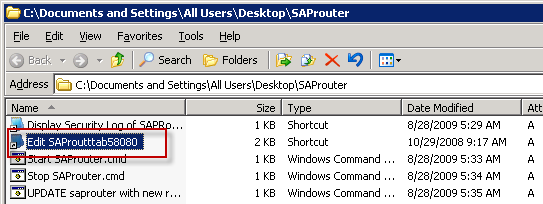 C:\Documents and Settings\All Users\Desktop\SAProuter
File Edit View Favorites Tools Help
Back Search Folders
Address C:\Documents and Settings\All Users\Desktop\SAProuter
Name Size Type Date Modified A
Display Security Log of SAPRo... 1 KB Shortcut 8/28/2009 5:29 AM A
Edit SAProutttab58080 2 KB Shortcut 10/29/2008 9:17 AM A
Start SAProuter.cmd 1 KB Windows Command ... 8/28/2009 5:33 AM A
Stop SAProuter.cmd 1 KB Windows Command ... 8/28/2009 5:34 AM A
UPDATE saprouter with new r... 1 KB Windows Command ... 8/28/2009 5:35 AM A